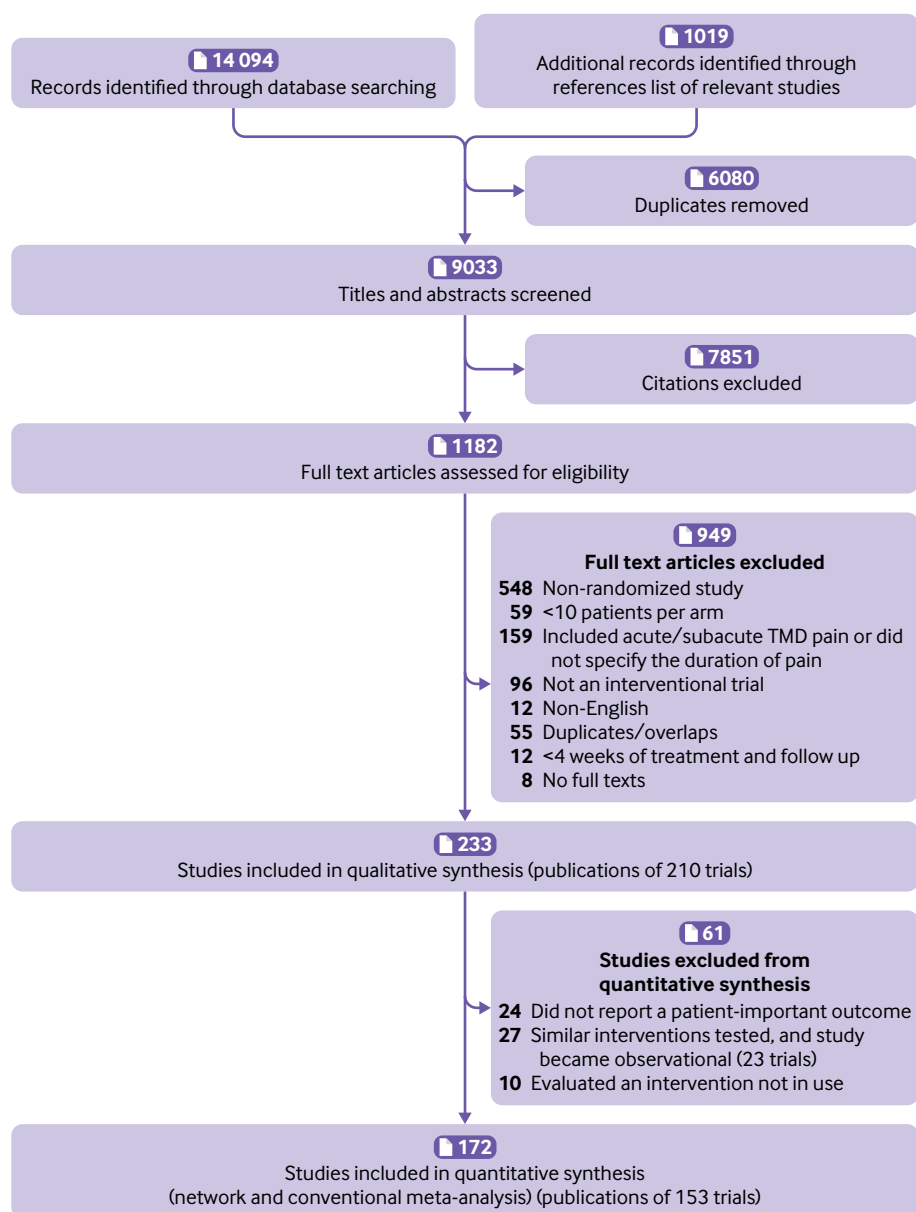 14 094
Records identified through database searching
1019
Additional records identified through
references list of relevant studies
6080
Duplicates removed
9033
Titles and abstracts screened
7851
Citations excluded
1182
Full text articles assessed for eligibility
949
Full text articles excluded
548 Non-randomized study
59 <10 patients per arm
159 Included acute/subacute TMD pain or did
not specify the duration of pain
96 Not an interventional trial
12 Non-English
55 Duplicates/overlaps
12 <4 weeks of treatment and follow up
8 No full texts
233
Studies included in qualitative synthesis (publications of 210 trials)
61
Studies excluded from
quantitative synthesis
24 Did not report a patient-important outcome
27 Similar interventions tested, and study
became observational (23 trials)
10 Evaluated an intervention not in use
172
Studies included in quantitative synthesis
(network and conventional meta-analysis) (publications of 153 trials)